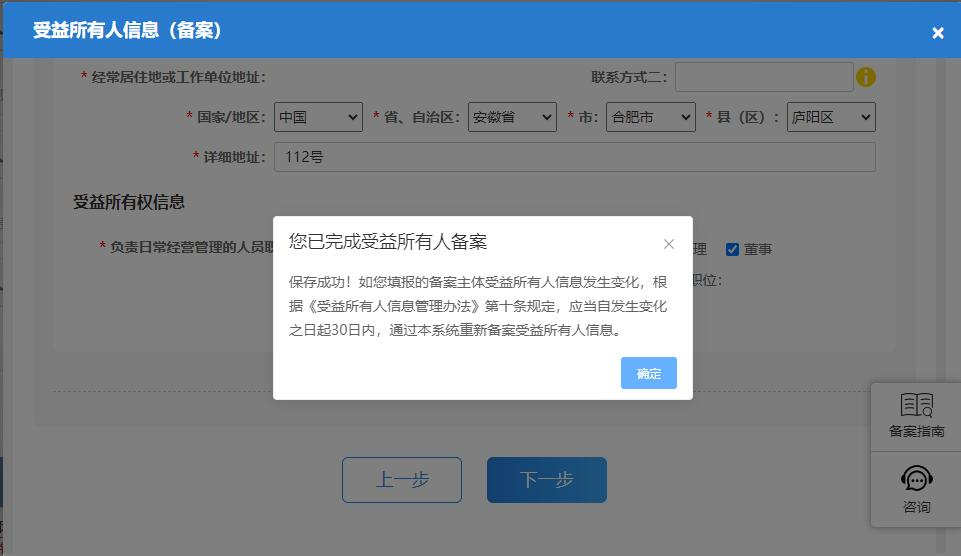 受益所有人信息（备案）
* 经常居住地或工作单位地址： 联系方式二：
* 国家/地区： 中国 * 省、自治区： 安徽省 * 市： 合肥市 * 县（区）： 庐阳区
* 详细地址： 112号
受益所有权信息
您已完成受益所有人备案
* 负责日常经营管理的人员 理 董事
保存成功！如您填报的备案主体受益所有人信息发生变化，根
职位：
据《受益所有人信息管理办法》第十条规定，应当自发生变化
之日起30日内，通过本系统重新备案受益所有人信息。
确定
备案指南
上一步 下一步
咨询